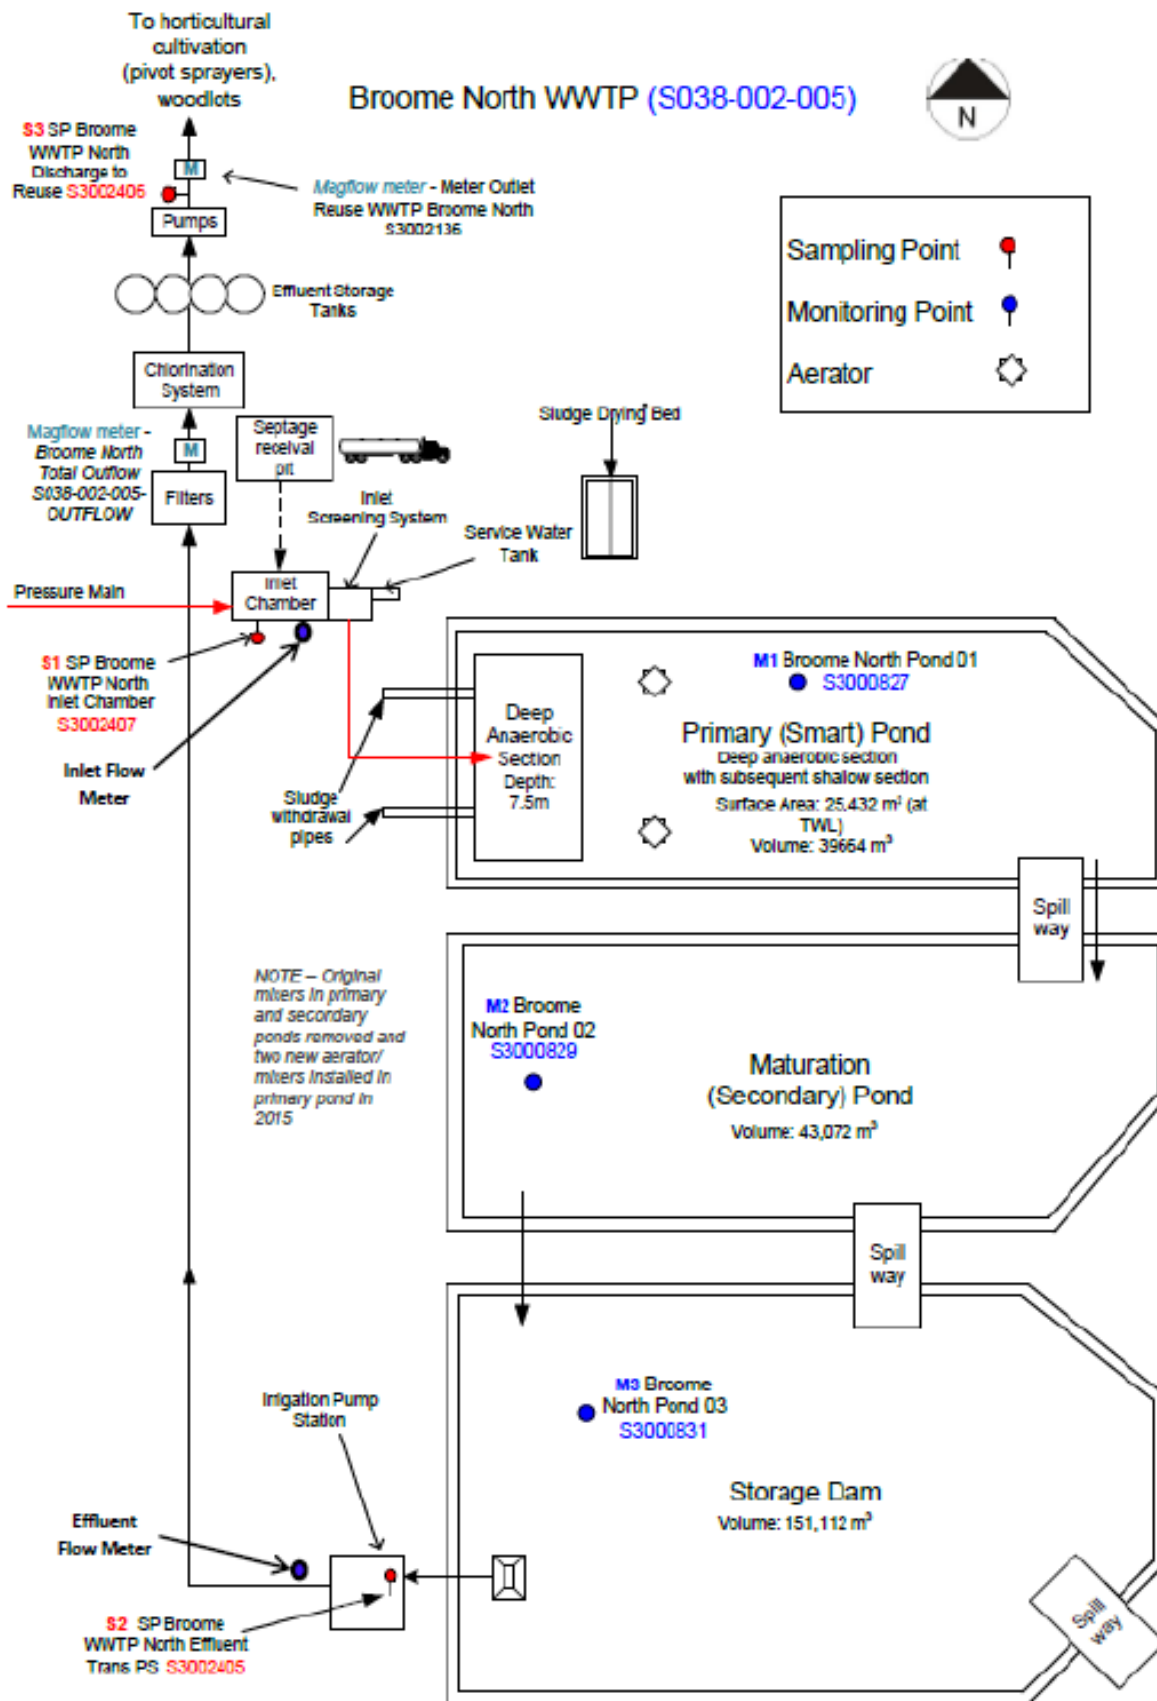 To horticultural
cultivation
(pivot sprayers),
woodlots
Broome North WWTP (S038-002-005)
N
S3 SP Broome
WWTP North
Discharge to
Reuse S3002406
M
Magflow meter - Meter Outlet
Reuse WWTP Broome North
S3002136
Pumps
Sampling Point
Monitoring Point
Aerator
Effluent Storage
Tanks
Chlorination
System
Magflow meter -
Broome North
Total Outflow
S038-002-005-
OUTFLOW
M
Filters
Septage
receival
pit
Sludge Drying Bed
Inlet
Screening System
Service Water
Tank
Pressure Main
Inlet
Chamber
S1 SP Broome
WWTP North
Inlet Chamber
S3002407
Inlet Flow
Meter
Sludge
withdrawal
pipes
Deep
Anaerobic
Section
Depth:
7.5m
M1 Broome North Pond 01
S3000827
Primary (Smart) Pond
Deep anaerobic section
with subsequent shallow section
Surface Area: 25,432 m² (at
TWL)
Volume: 39664 m³
Spill
way
NOTE – Original
mixers in primary
and secondary
ponds removed and
two new aerator/
mixers installed in
primary pond in
2015
M2 Broome
North Pond 02
S3000829
Maturation
(Secondary) Pond
Volume: 43,072 m³
Spill
way
M3 Broome
North Pond 03
S3000831
Storage Dam
Volume: 151,112 m³
Spill
way
Irrigation Pump
Station
Effluent
Flow Meter
S2 SP Broome
WWTP North Effluent
Trans PS S3002405